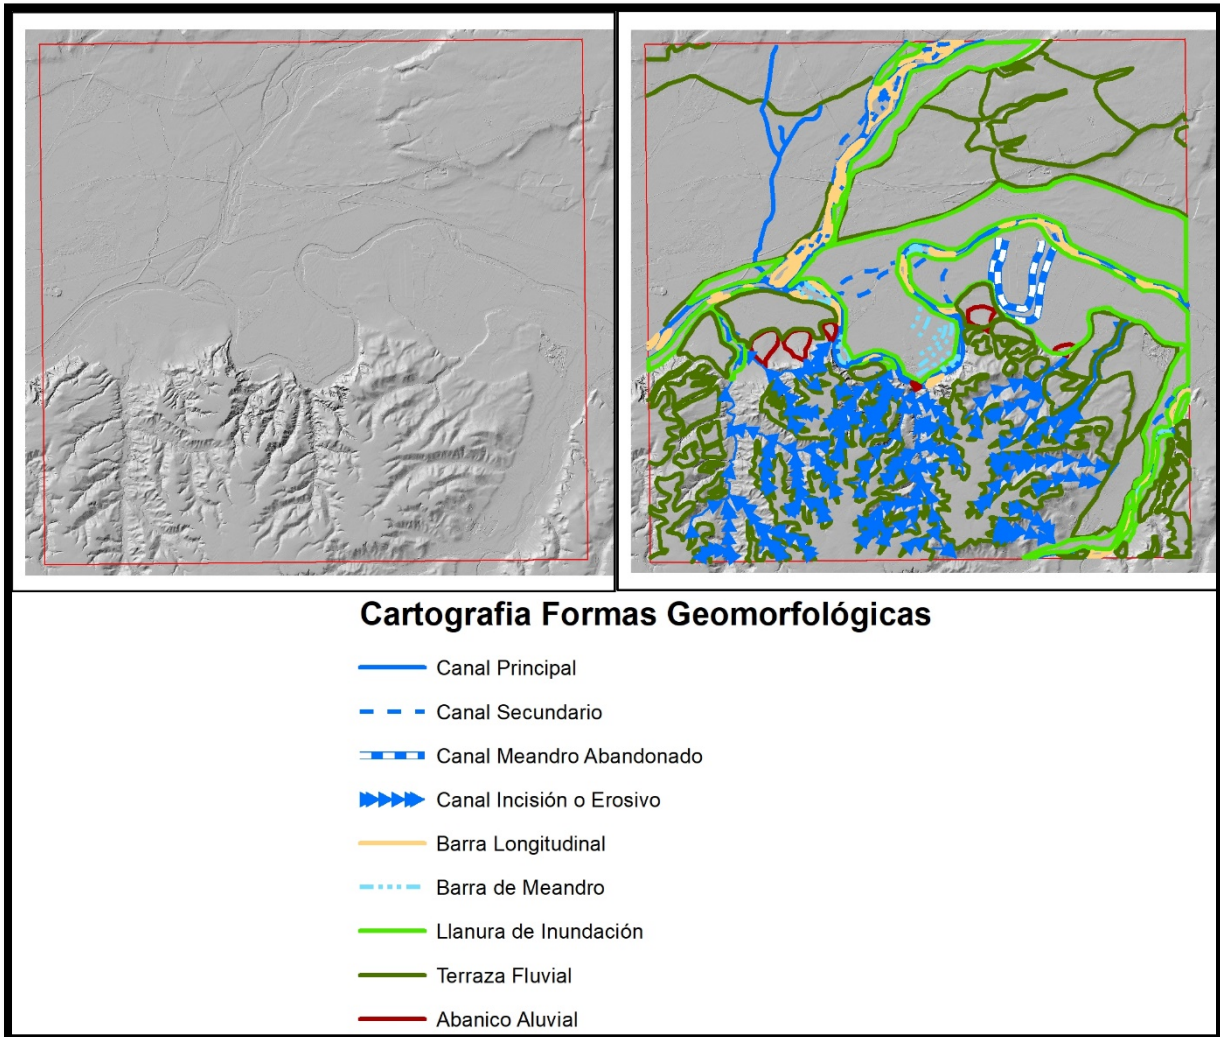 Cartografia Formas Geomorfológicas
Canal Principal
Canal Secundario
Canal Meandro Abandonado
Canal Incisión o Erosivo
Barra Longitudinal
Barra de Meandro
Llanura de Inundación
Terraza Fluvial
Abanico Aluvial